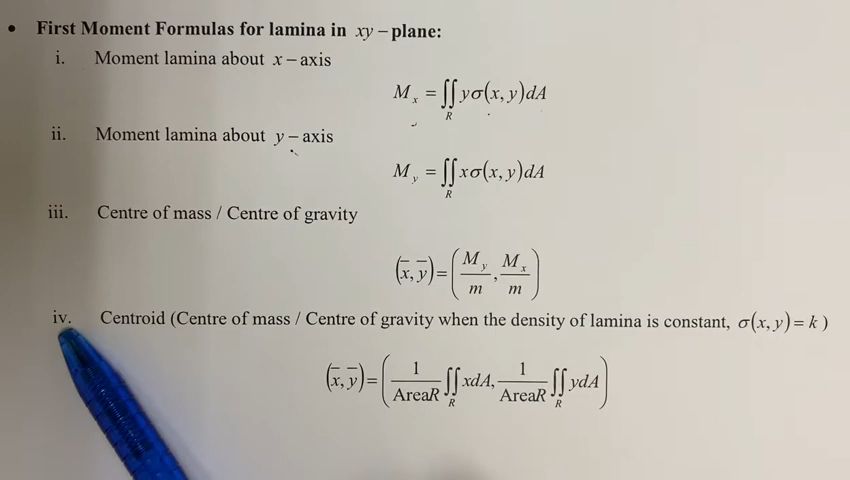 • First Moment Formulas for lamina in xy – plane:
i. Moment lamina about x – axis
M_x = ∬_R yσ(x, y)dA
ii. Moment lamina about y – axis
M_y = ∬_R xσ(x, y)dA
iii. Centre of mass / Centre of gravity
(x̄, ȳ) = (M_y/m, M_x/m)
iv. Centroid (Centre of mass / Centre of gravity when the density of lamina is constant, σ(x, y) = k )
(x̄, ȳ) = (1/AreaR ∬_R xdA, 1/AreaR ∬_R ydA)